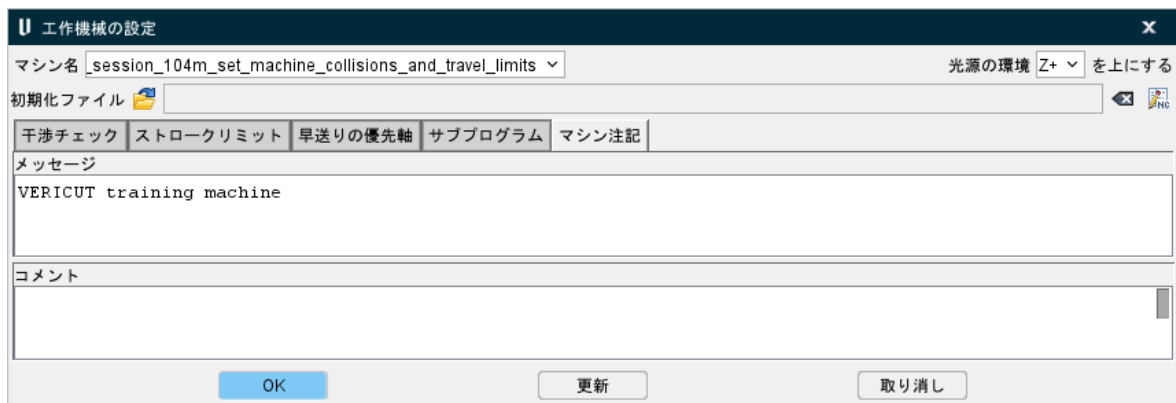 工作機械の設定
マシン名 _session_104m_set_machine_collisions_and_travel_limits 光源の環境 Z+ を上にする
初期化ファイル
干渉チェック ストロークリミット 早送りの優先軸 サブプログラム マシン注記
メッセージ
VERICUT training machine
コメント
OK 更新 取り消し